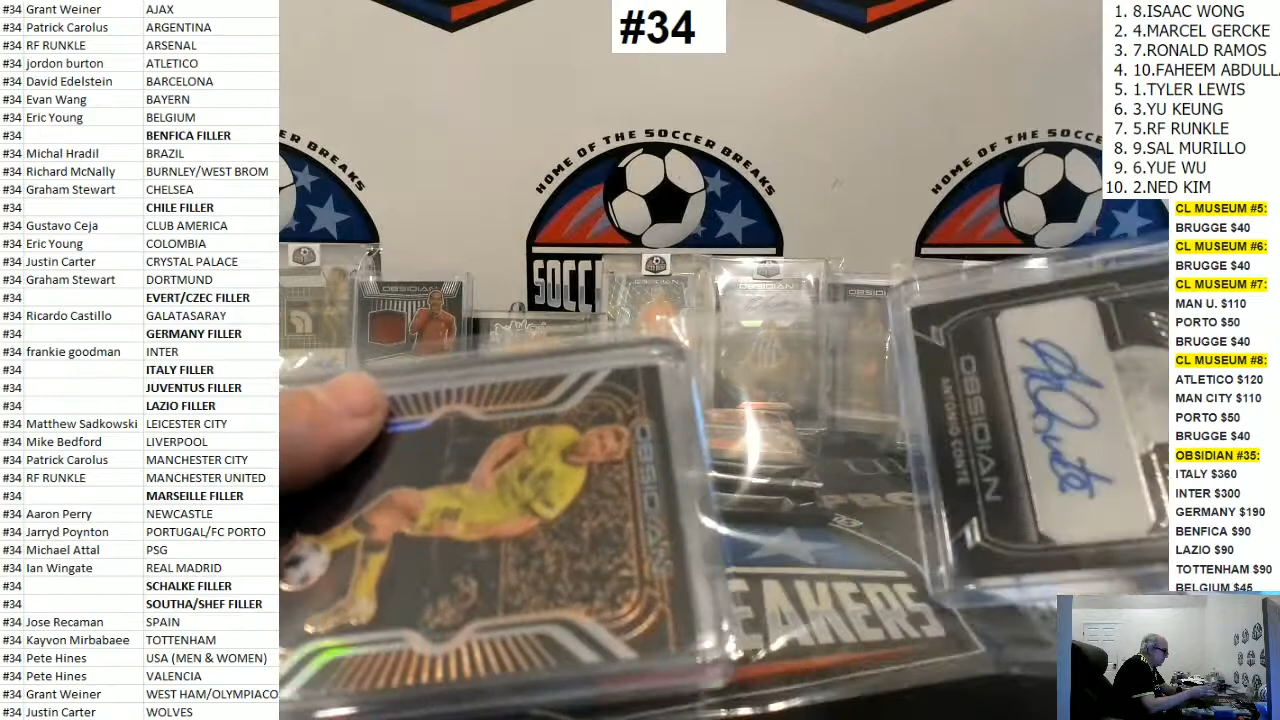 #34 Grant Weiner AJAX
#34 Patrick Carolus ARGENTINA
#34 RF RUNKLE ARSENAL
#34 jordon burton ATLETICO
#34 David Edelstein BARCELONA
#34 Evan Wang BAYERN
#34 Eric Young BELGIUM
#34 BENFICA FILLER
#34 Michal Hradil BRAZIL
#34 Richard McNally BURNLEY/WEST BROM
#34 Graham Stewart CHELSEA
#34 CHILE FILLER
#34 Gustavo Ceja CLUB AMERICA
#34 Eric Young COLOMBIA
#34 Justin Carter CRYSTAL PALACE
#34 Graham Stewart DORTMUND
#34 EVERT/CZEC FILLER
#34 Ricardo Castillo GALATASARAY
#34 GERMANY FILLER
#34 frankie goodman INTER
#34 ITALY FILLER
#34 JUVENTUS FILLER
#34 LAZIO FILLER
#34 Matthew Sadkowski LEICESTER CITY
#34 Mike Bedford LIVERPOOL
#34 Patrick Carolus MANCHESTER CITY
#34 RF RUNKLE MANCHESTER UNITED
#34 MARSEILLE FILLER
#34 Aaron Perry NEWCASTLE
#34 Jarryd Poynton PORTUGAL/FC PORTO
#34 Michael Attal PSG
#34 Ian Wingate REAL MADRID
#34 SCHALKE FILLER
#34 SOUTHA/SHEF FILLER
#34 Jose Recaman SPAIN
#34 Kayvon Mirbabaee TOTTENHAM
#34 Pete Hines USA (MEN & WOMEN)
#34 Pete Hines VALENCIA
#34 Grant Weiner WEST HAM/OLYMPIACO
#34 Justin Carter WOLVES
#34
HOME OF THE SOCCER BREAKS
SOCC
OBSIDIAN
OBSIDIAN
OBSIDIAN
OBSIDIAN
OBSIDIAN
OBSIDIAN
ANTONIO CONTE
EAKERS
1. 8.ISAAC WONG
2. 4.MARCEL GERCKE
3. 7.RONALD RAMOS
4. 10.FAHEEM ABDULL
5. 1.TYLER LEWIS
6. 3.YU KEUNG
7. 5.RF RUNKLE
8. 9.SAL MURILLO
9. 6.YUE WU
10. 2.NED KIM
CL MUSEUM #5:
BRUGGE $40
CL MUSEUM #6:
BRUGGE $40
CL MUSEUM #7:
MAN U. $110
PORTO $50
BRUGGE $40
CL MUSEUM #8:
ATLETICO $120
MAN CITY $110
PORTO $50
BRUGGE $40
OBSIDIAN #35:
ITALY $360
INTER $300
GERMANY $190
BENFICA $90
LAZIO $90
TOTTENHAM $90
BELGIUM $45